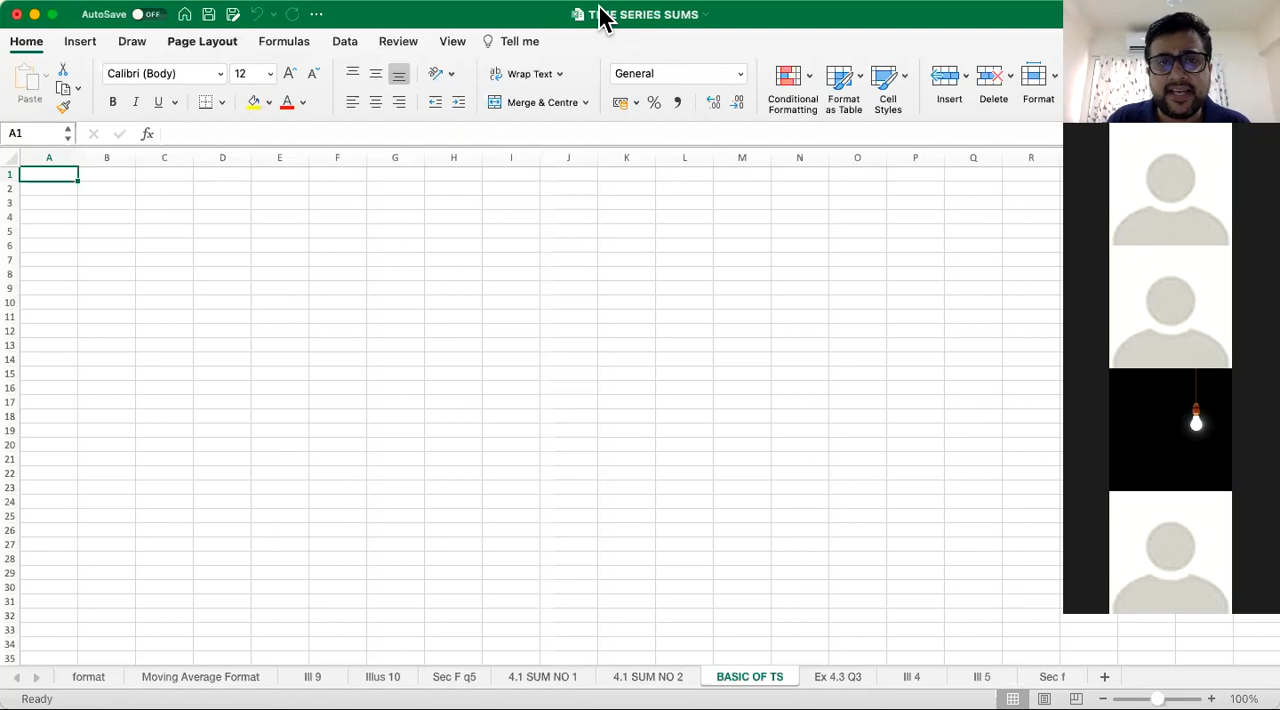 AutoSave OFF
SERIES SUMS
Home Insert Draw Page Layout Formulas Data Review View Tell me
Paste
Calibri (Body) 12 A A
B I U A
Wrap Text
Merge & Centre
General
%
Conditional Formatting
Format as Table
Cell Styles
Insert Delete Format
A1 fx
A B C D E F G H I J K L M N O P Q R
1
2
3
4
5
6
7
8
9
10
11
12
13
14
15
16
17
18
19
20
21
22
23
24
25
26
27
28
29
30
31
32
33
34
35
format Moving Average Format Ill 9 Illus 10 Sec F q5 4.1 SUM NO 1 4.1 SUM NO 2 BASIC OF TS Ex 4.3 Q3 Ill 4 Ill 5 Sec f
Ready 100%